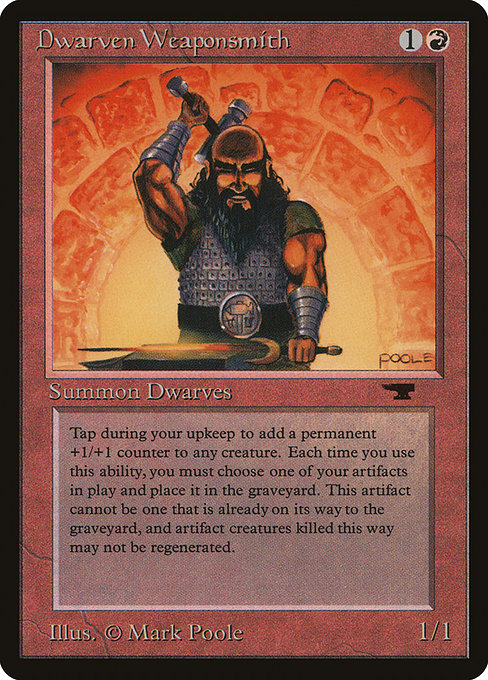 Dwarven Weaponsmith 1
POOLE
Summon Dwarves
Tap during your upkeep to add a permanent
+1/+1 counter to any creature. Each time you use
this ability, you must choose one of your artifacts
in play and place it in the graveyard. This artifact
cannot be one that is already on its way to the
graveyard, and artifact creatures killed this way
may not be regenerated.
Illus. © Mark Poole 1/1